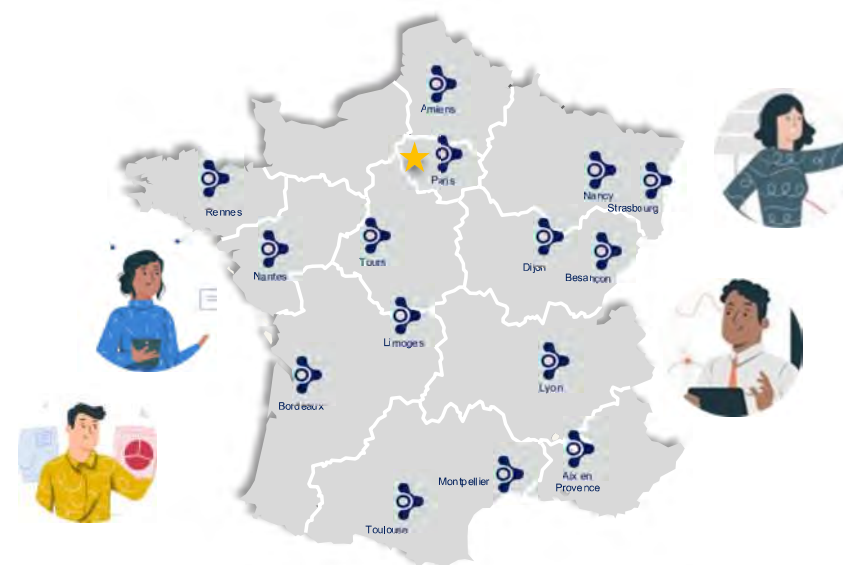 Amiens
Paris
Rennes
Nancy
Strasbourg
Nantes
Tours
Dijon
Besançon
Limoges
Lyon
Bordeaux
Montpellier
Aix en
Provence
Toulouse